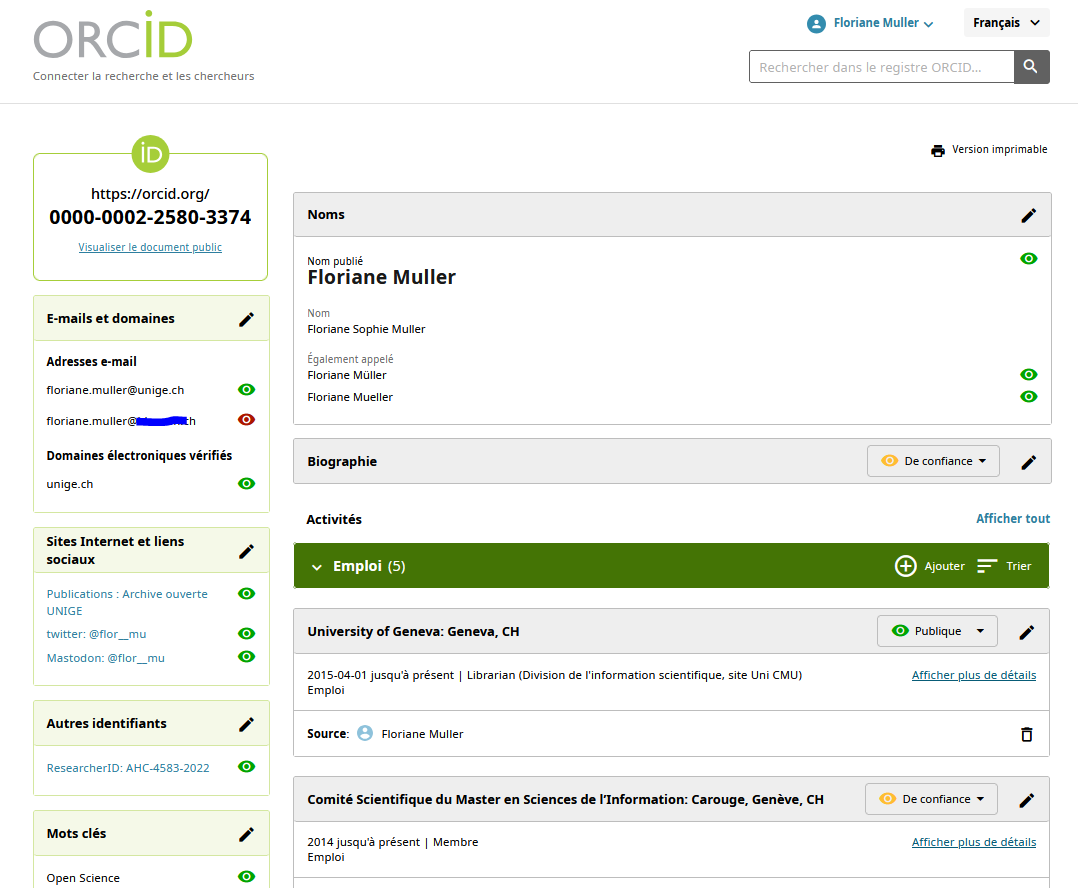 ORCiD
Connecter la recherche et les chercheurs
Floriane Muller
Français
Rechercher dans le registre ORCID...
iD
https://orcid.org/
0000-0002-2580-3374
Visualiser le document public
E-mails et domaines
Adresses e-mail
floriane.muller@unige.ch
floriane.muller@
Domaines électroniques vérifiés
unige.ch
Sites Internet et liens
sociaux
Publications : Archive ouverte
UNIGE
twitter: @flor__mu
Mastodon: @flor__mu
Autres identifiants
ResearcherID: AHC-4583-2022
Mots clés
Open Science
Version imprimable
Noms
Nom publié
Floriane Muller
Nom
Floriane Sophie Muller
Également appelé
Floriane Müller
Floriane Mueller
Biographie
De confiance
Activités
Afficher tout
Emploi (5)
Ajouter
Trier
University of Geneva: Geneva, CH
Publique
2015-04-01 jusqu'à présent | Librarian (Division de l'information scientifique, site Uni CMU)
Afficher plus de détails
Emploi
Source: Floriane Muller
Comité Scientifique du Master en Sciences de l’Information: Carouge, Genève, CH
De confiance
2014 jusqu'à présent | Membre
Afficher plus de détails
Emploi